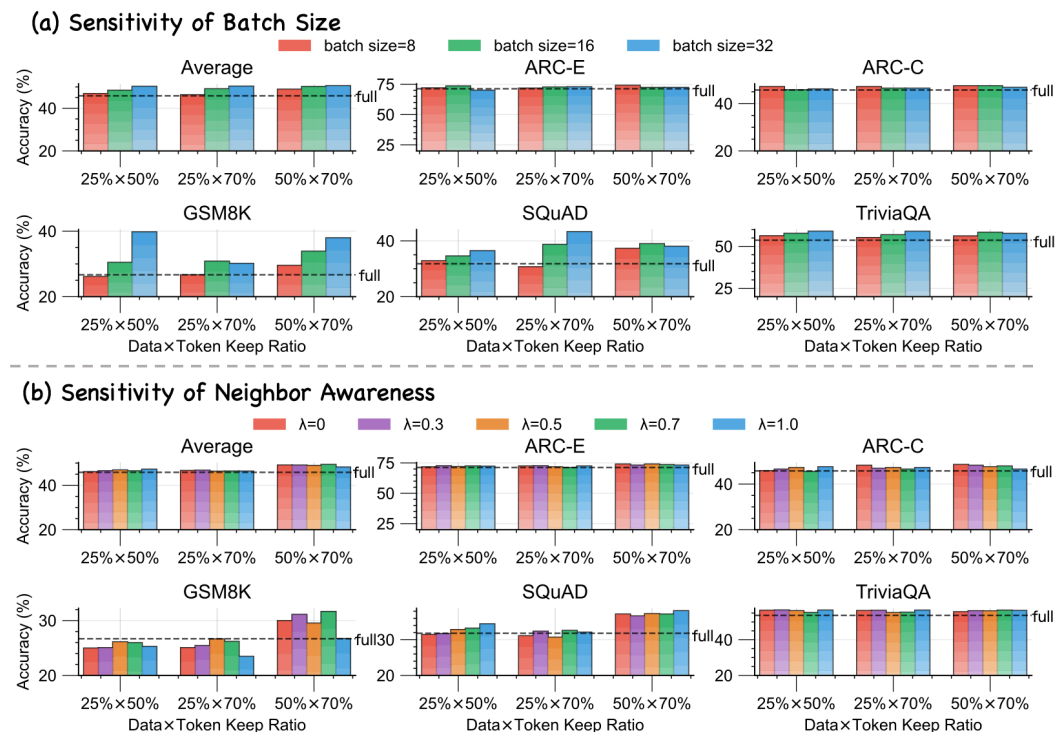 (a) Sensitivity of Batch Size
batch size=8 batch size=16 batch size=32
Average ARC-E ARC-C
Accuracy (%)
40
20
full
25%×50% 25%×70% 50%×70%
75
50
25
full
25%×50% 25%×70% 50%×70%
40
20
full
25%×50% 25%×70% 50%×70%
GSM8K SQuAD TriviaQA
Accuracy (%)
40
20
full
25%×50% 25%×70% 50%×70%
Data×Token Keep Ratio
40
20
full
25%×50% 25%×70% 50%×70%
Data×Token Keep Ratio
50
25
full
25%×50% 25%×70% 50%×70%
Data×Token Keep Ratio
(b) Sensitivity of Neighbor Awareness
λ=0 λ=0.3 λ=0.5 λ=0.7 λ=1.0
Average ARC-E ARC-C
Accuracy (%)
40
20
full
25%×50% 25%×70% 50%×70%
75
50
25
full
25%×50% 25%×70% 50%×70%
40
20
full
25%×50% 25%×70% 50%×70%
GSM8K SQuAD TriviaQA
Accuracy (%)
30
20
full
25%×50% 25%×70% 50%×70%
Data×Token Keep Ratio
30
20
full
25%×50% 25%×70% 50%×70%
Data×Token Keep Ratio
40
20
full
25%×50% 25%×70% 50%×70%
Data×Token Keep Ratio